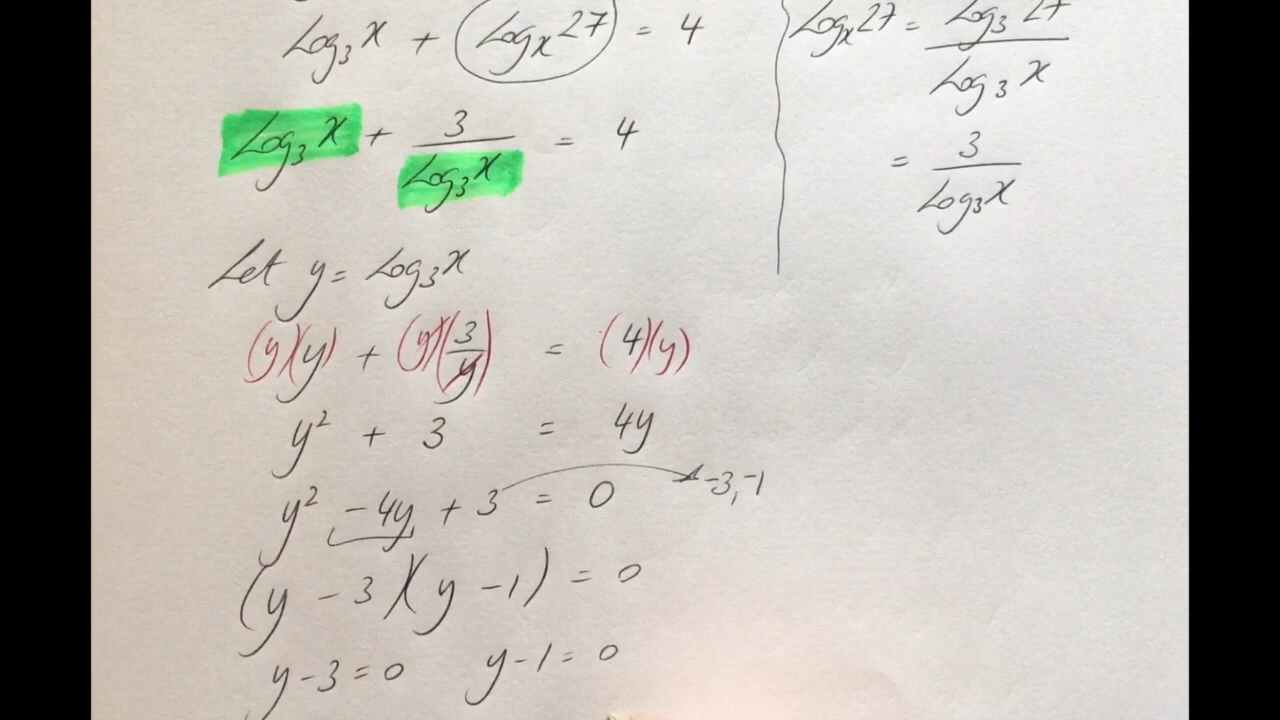 Log₃x + Logₓ27 = 4
Log₃x + 3/Log₃x = 4
Let y = Log₃x
(y)(y) + (y)(3/y) = (4)(y)
y² + 3 = 4y
y² - 4y + 3 = 0 -3,-1
(y - 3)(y - 1) = 0
y - 3 = 0 y - 1 = 0
Logₓ27 = Log₃27/Log₃x
= 3/Log₃x